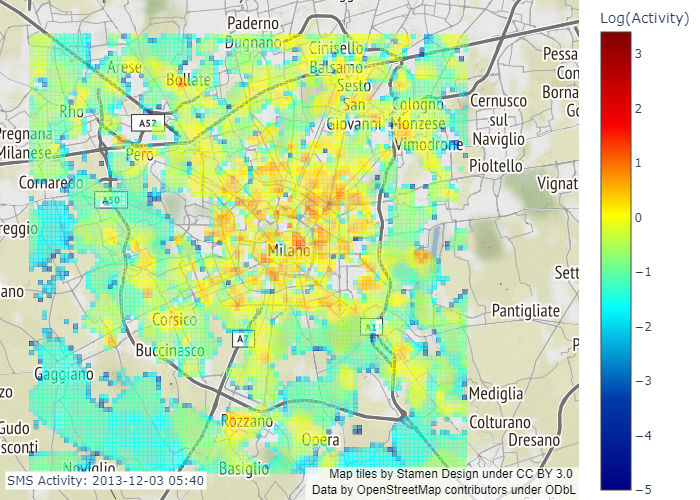 Log(Activity)
3
2
1
0
−1
−2
−3
−4
−5
Paderno
Dugnano
Cinisello
Balsamo
Pessa
Con
Borna
Go
Arese
Bollate
Sesto
San
Giovanni
Cologno
Monzese
Cernusco
sul
Naviglio
Rho
A52
Pregnana
Milanese
Pero
Vimodrone
Pioltello
Cornaredo
Vignat
A50
reggio
Milano
Sett
ano
Pantigliate
Corsico
A1
A7
Buccinasco
P
Gaggiano
zo
Mediglia
Rozzano
Colturano
Gudo
sconti
Opera
Dresano
Noviglio
Basiglio
SMS Activity: 2013-12-03 05:40
Map tiles by Stamen Design under CC BY 3.0
Data by OpenStreetMap contributors under ODbL